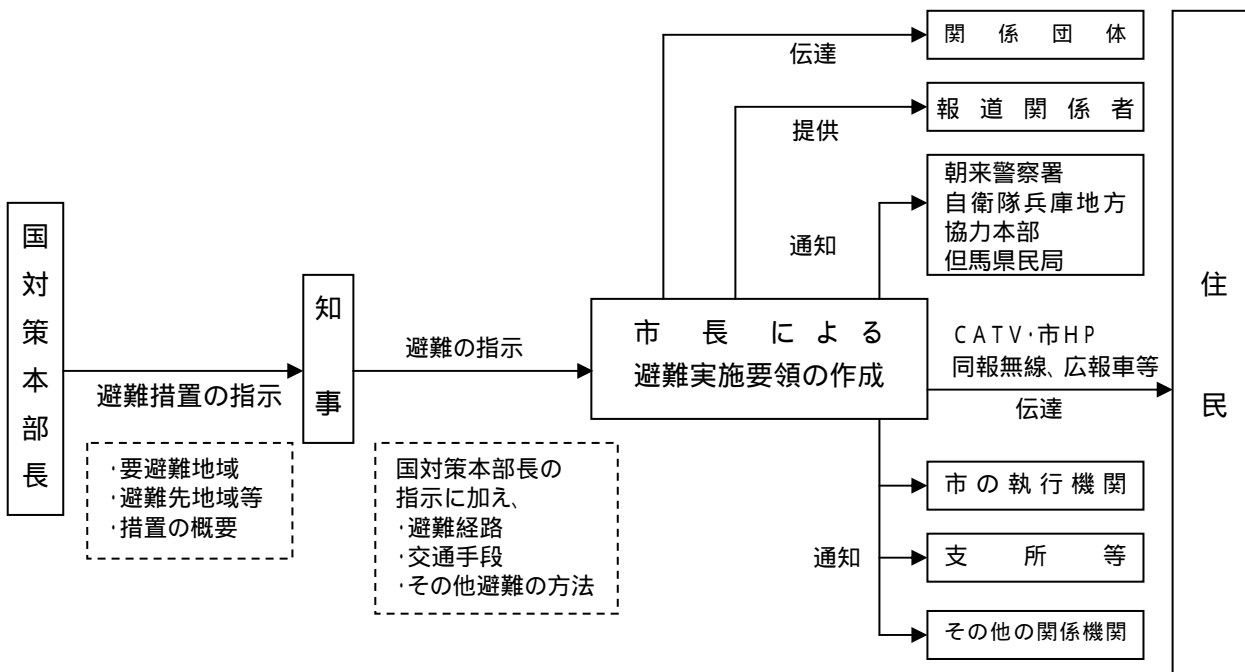 国対策本部長
避難措置の指示
・要避難地域
・避難先地域等
・措置の概要
知事
避難の指示
国対策本部長の
指示に加え、
・避難経路
・交通手段
・その他避難の方法
市長による
避難実施要領の作成
伝達
関係団体
提供
報道関係者
通知
朝来警察署
自衛隊兵庫地方
協力本部
但馬県民局
CATV・市HP
同報無線、広報車等
伝達
住民
通知
市の執行機関
支所等
その他の関係機関